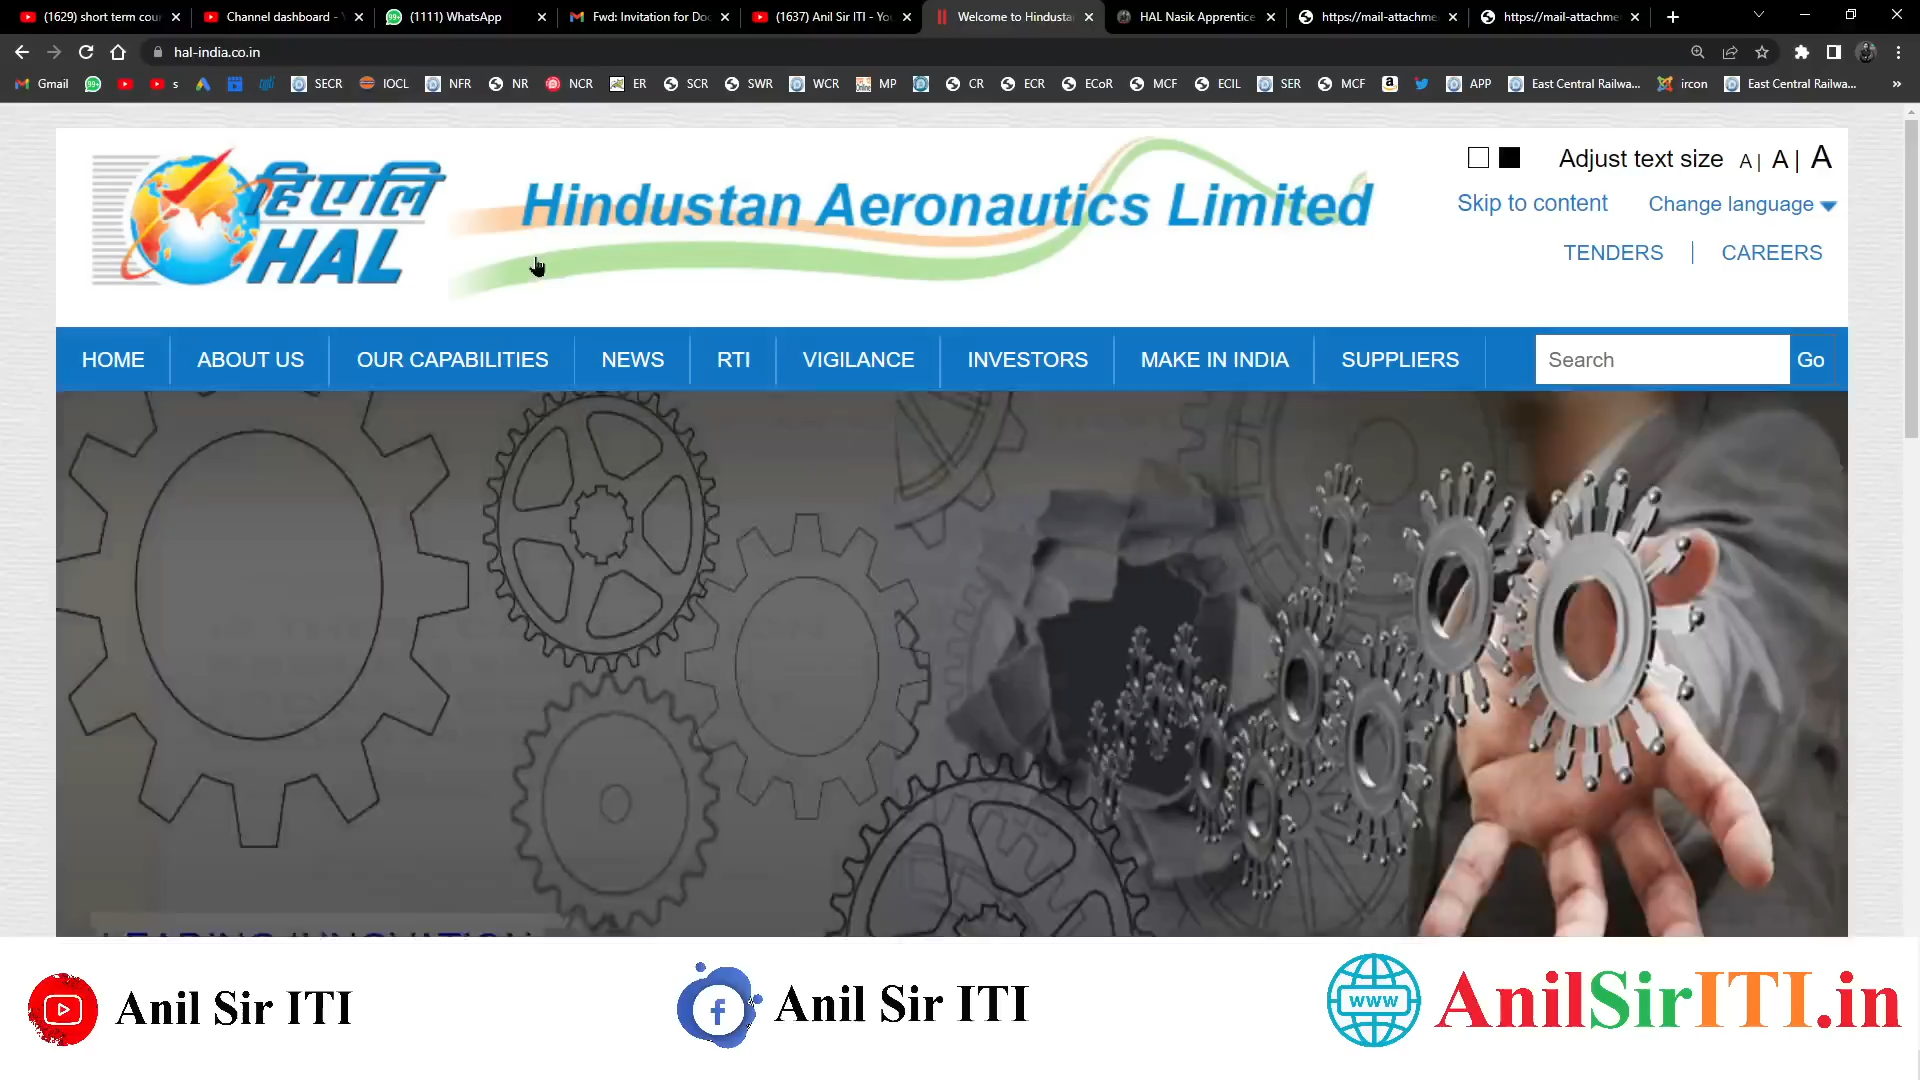 (1629) short term cou
Channel dashboard -
(1111) WhatsApp
Fwd: Invitation for Doc
(1637) Anil Sir ITI - You
Welcome to Hindusta
HAL Nasik Apprentice
https://mail-attachme
https://mail-attachme
hal-india.co.in
Gmail
s
SECR
IOCL
NFR
NR
NCR
ER
SCR
SWR
WCR
MP
CR
ECR
ECoR
MCF
ECIL
SER
MCF
APP
East Central Railwa...
ircon
East Central Railwa...
»
हिएलि
HAL
Hindustan Aeronautics Limited
Adjust text size A | A | A
Skip to content
Change language
TENDERS | CAREERS
HOME
ABOUT US
OUR CAPABILITIES
NEWS
RTI
VIGILANCE
INVESTORS
MAKE IN INDIA
SUPPLIERS
Search
Go
Anil Sir ITI
f
Anil Sir ITI
www
AnilSirITI.in